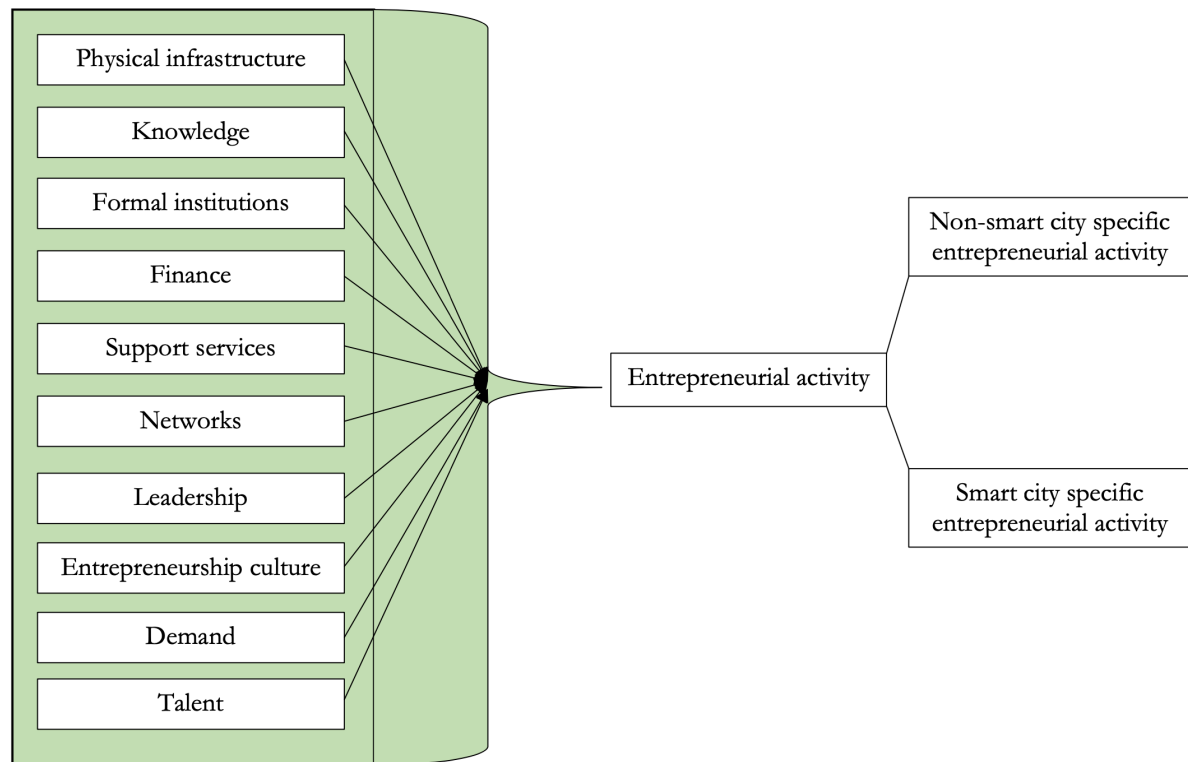 Physical infrastructure
Knowledge
Formal institutions
Finance
Support services
Networks
Leadership
Entrepreneurship culture
Demand
Talent
Entrepreneurial activity
Non-smart city specific
entrepreneurial activity
Smart city specific
entrepreneurial activity